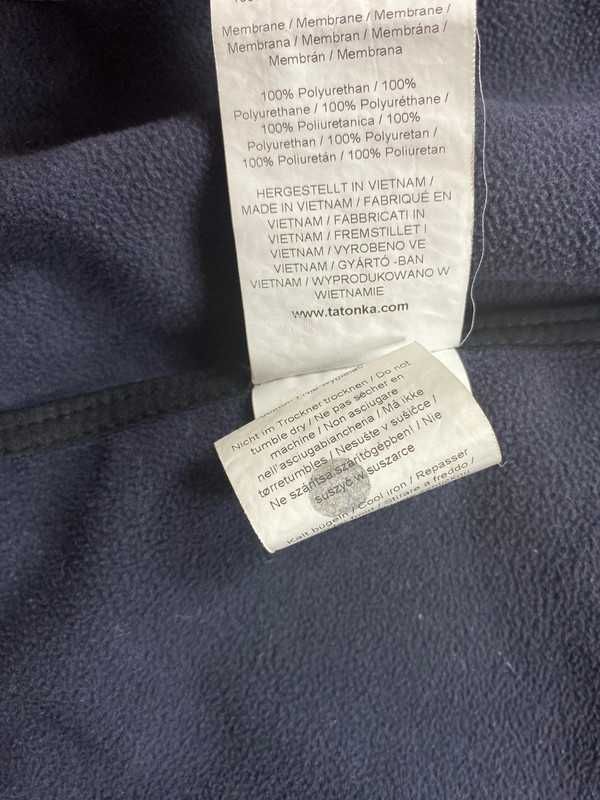 Membrane / Membrane / Membrane /
Membrana / Membran / Membrána /
Membrán / Membrana
100% Polyurethan / 100%
Polyurethane / 100% Polyuréthane /
100% Poliuretanica / 100%
Polyurethan / 100% Polyuretan /
100% Poliuretán / 100% Poliuretan
HERGESTELLT IN VIETNAM /
MADE IN VIETNAM / FABRIQUÉ EN
VIETNAM / FABBRICATI IN
VIETNAM / FREMSTILLET I
VIETNAM / VYROBENO VE
VIETNAM / GYÁRTÓ -BAN
VIETNAM / WYPRODUKOWANO W
WIETNAMIE
www.tatonka.com
Nicht im Trockner trocknen / Do not
tumble dry / Ne pas sécher en
machine / Non asciugare
nell'asciugabiancheria / Må ikke
tørretumbles / Nesušte v sušičce /
Ne szárítsa szárítógépben! / Nie
suszyć w suszarce
Kalt bügeln / Cool iron / Repasser
/ Stirare a freddo /